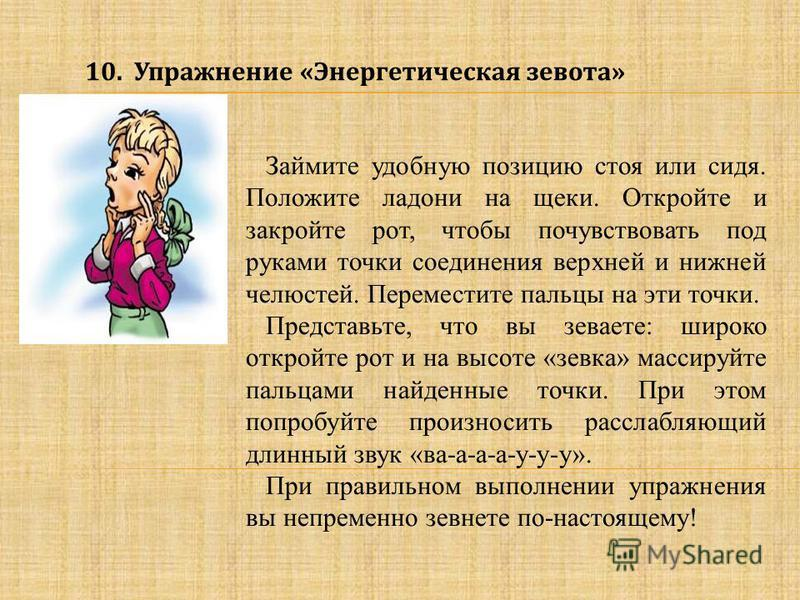 10. Упражнение «Энергетическая зевота»
Займите удобную позицию стоя или сидя.
Положите ладони на щеки. Откройте и
закройте рот, чтобы почувствовать под
руками точки соединения верхней и нижней
челюстей. Переместите пальцы на эти точки.
Представьте, что вы зеваете: широко
откройте рот и на высоте «зевка» массируйте
пальцами найденные точки. При этом
попробуйте произносить расслабляющий
длинный звук «ва-а-а-а-у-у-у».
При правильном выполнении упражнения
вы непременно зевнете по-настоящему!
MyShared